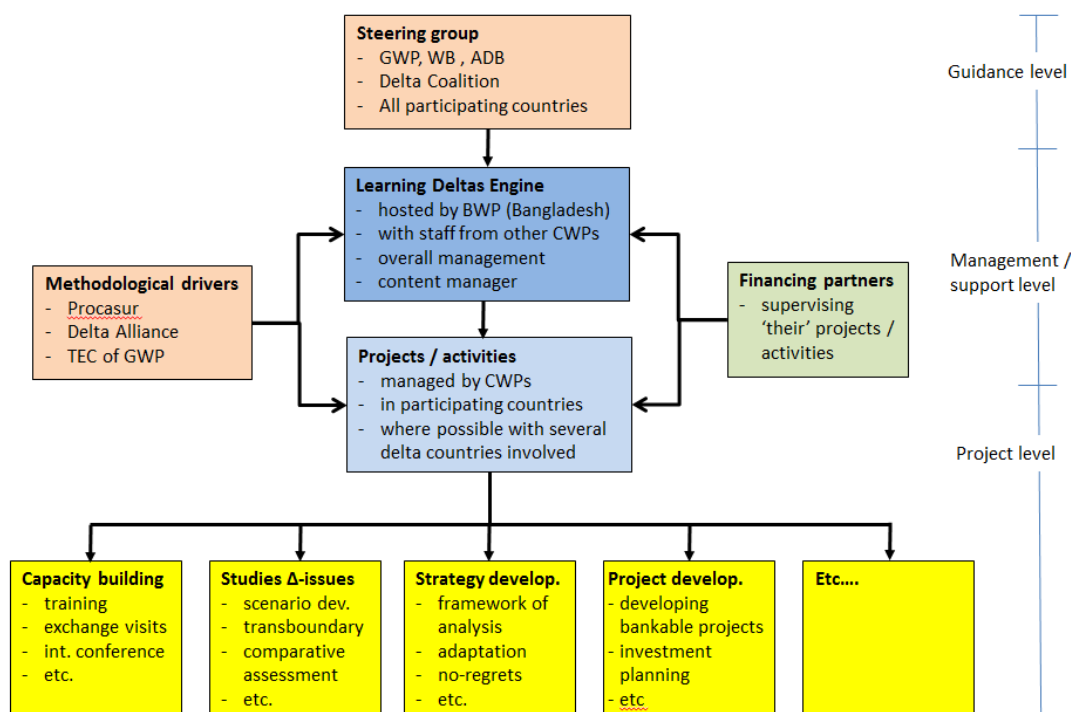 Steering group
- GWP, WB , ADB
- Delta Coalition
- All participating countries
Guidance level
Learning Deltas Engine
- hosted by BWP (Bangladesh)
- with staff from other CWPs
- overall management
- content manager
Methodological drivers
- Procasur
- Delta Alliance
- TEC of GWP
Financing partners
- supervising
‘their’ projects /
activities
Management /
support level
Projects / activities
- managed by CWPs
- in participating countries
- where possible with several
delta countries involved
Project level
Capacity building
- training
- exchange visits
- int. conference
- etc.
Studies Δ-issues
- scenario dev.
- transboundary
- comparative
assessment
- etc.
Strategy develop.
- framework of
analysis
- adaptation
- no-regrets
- etc.
Project develop.
- developing
bankable projects
- investment
planning
- etc
Etc….